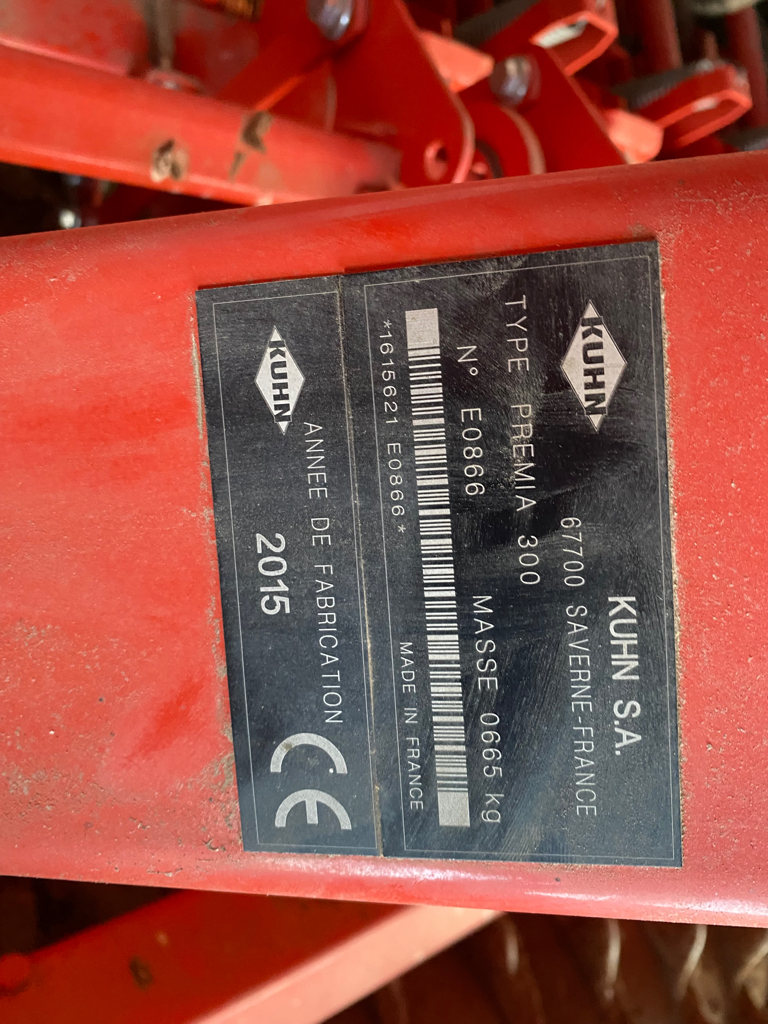 KUHN
KUHN S.A.
67700 SAVERNE-FRANCE
TYPE PREMIA 300
N° E0866 MASSE 0665 kg
*1615621 E0866*
MADE IN FRANCE
KUHN
ANNEE DE FABRICATION
2015
CE